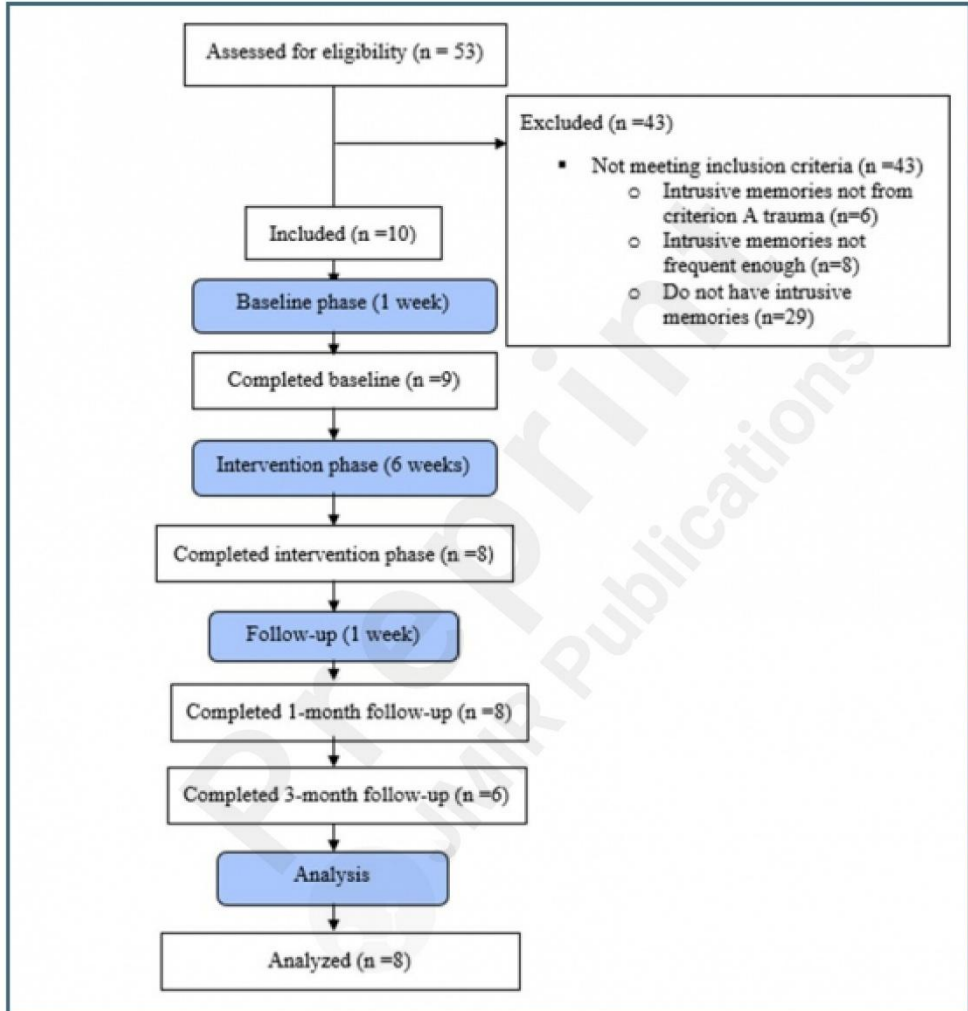 Assessed for eligibility (n = 53)
Excluded (n =43)
▪ Not meeting inclusion criteria (n =43)
o Intrusive memories not from
criterion A trauma (n=6)
o Intrusive memories not
frequent enough (n=8)
o Do not have intrusive
memories (n=29)
Included (n =10)
Baseline phase (1 week)
Completed baseline (n =9)
Intervention phase (6 weeks)
Completed intervention phase (n =8)
Follow-up (1 week)
Completed 1-month follow-up (n =8)
Completed 3-month follow-up (n =6)
Analysis
Analyzed (n =8)
Preprint
JMIR Publications